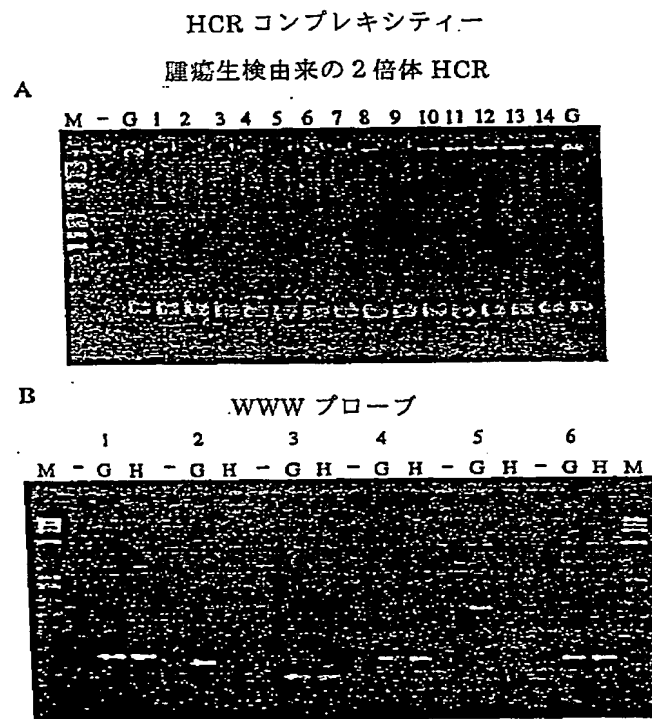 HCR コンプレキシティー
腫瘍生検由来の2倍体 HCR
A
M - G 1 2 3 4 5 6 7 8 9 10 11 12 13 14 G
B
WWW プローブ
1 2 3 4 5 6
M - G H - G H - G H - G H - G H - G H M